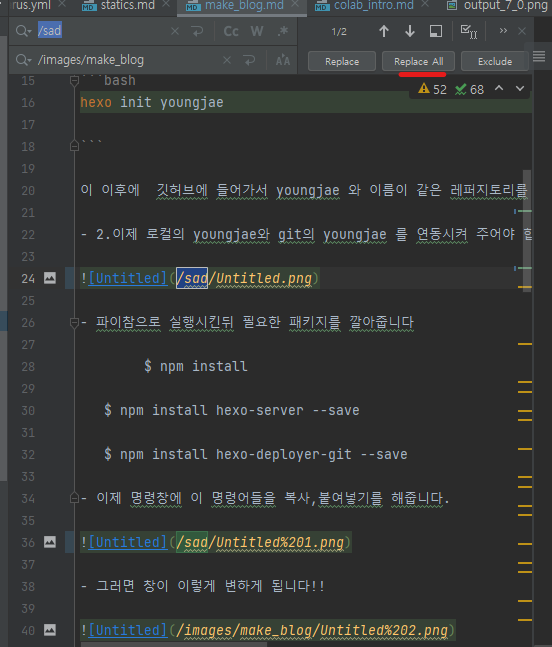 rus.yml × statics.md × make_blog.md × colab_intro.md × output_7_0.png
/sad × Cc W .* 1/2
/images/make_blog × Replace Replace All Exclude
15 ```bash 52 68
16 hexo init youngjae
17
18 ```
19
20 이 이후에 깃허브에 들어가서 youngjae 와 이름이 같은 레퍼지토리를
21
22 - 2.이제 로컬의 youngjae와 git의 youngjae 를 연동시켜 주어야
23
24 ![Untitled](/sad/Untitled.png)
25
26 - 파이참으로 실행시킨뒤 필요한 패키지를 깔아줍니다
27
28 $ npm install
29
30 $ npm install hexo-server --save
31
32 $ npm install hexo-deployer-git --save
33
34 - 이제 명령창에 이 명령어들을 복사,붙여넣기를 해줍니다.
35
36 ![Untitled](/sad/Untitled%201.png)
37
38 - 그러면 창이 이렇게 변하게 됩니다!!
39
40 ![Untitled](/images/make_blog/Untitled%202.png)